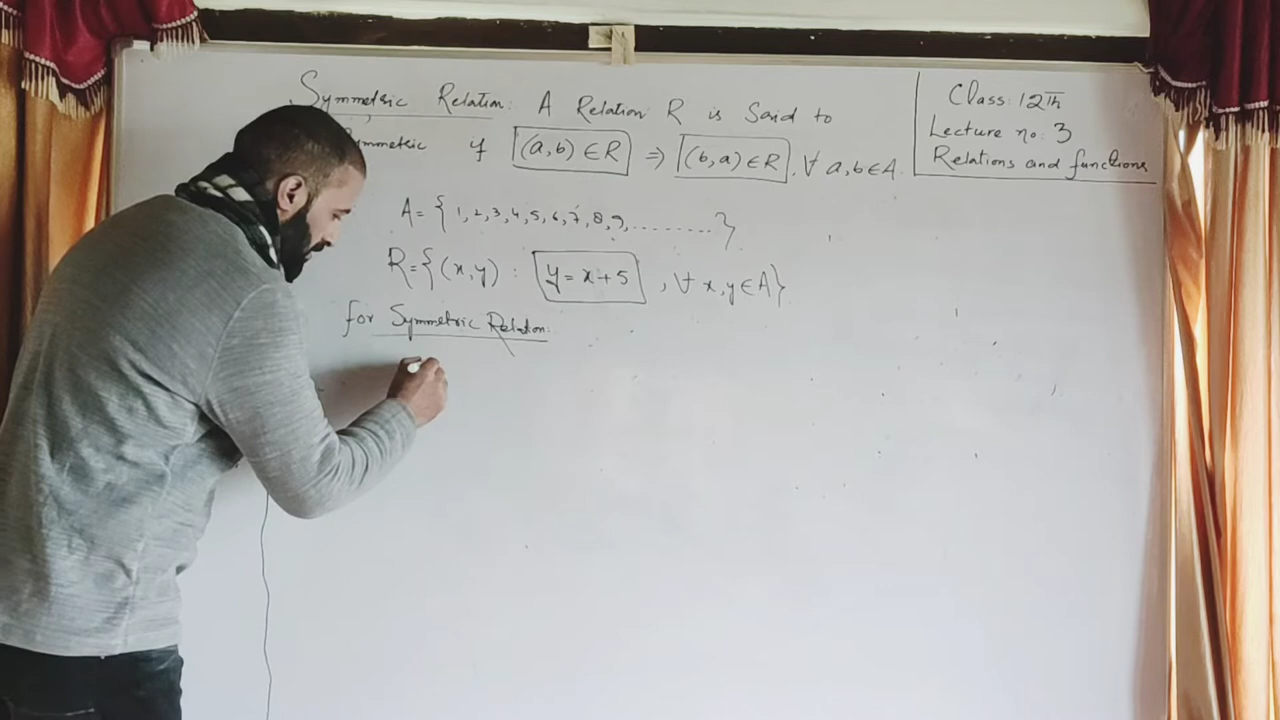 Symmetric Relation: A Relation R is Said to
Symmetric if (a,b) ∈ R ⇒ (b,a) ∈ R, ∀ a,b ∈ A.
A = { 1, 2, 3, 4, 5, 6, 7, 8, 9, ......... }
R = {(x,y) : y = x+5 , ∀ x,y ∈ A}
for Symmetric Relation:
Class: 12th
Lecture no: 3
Relations and functions